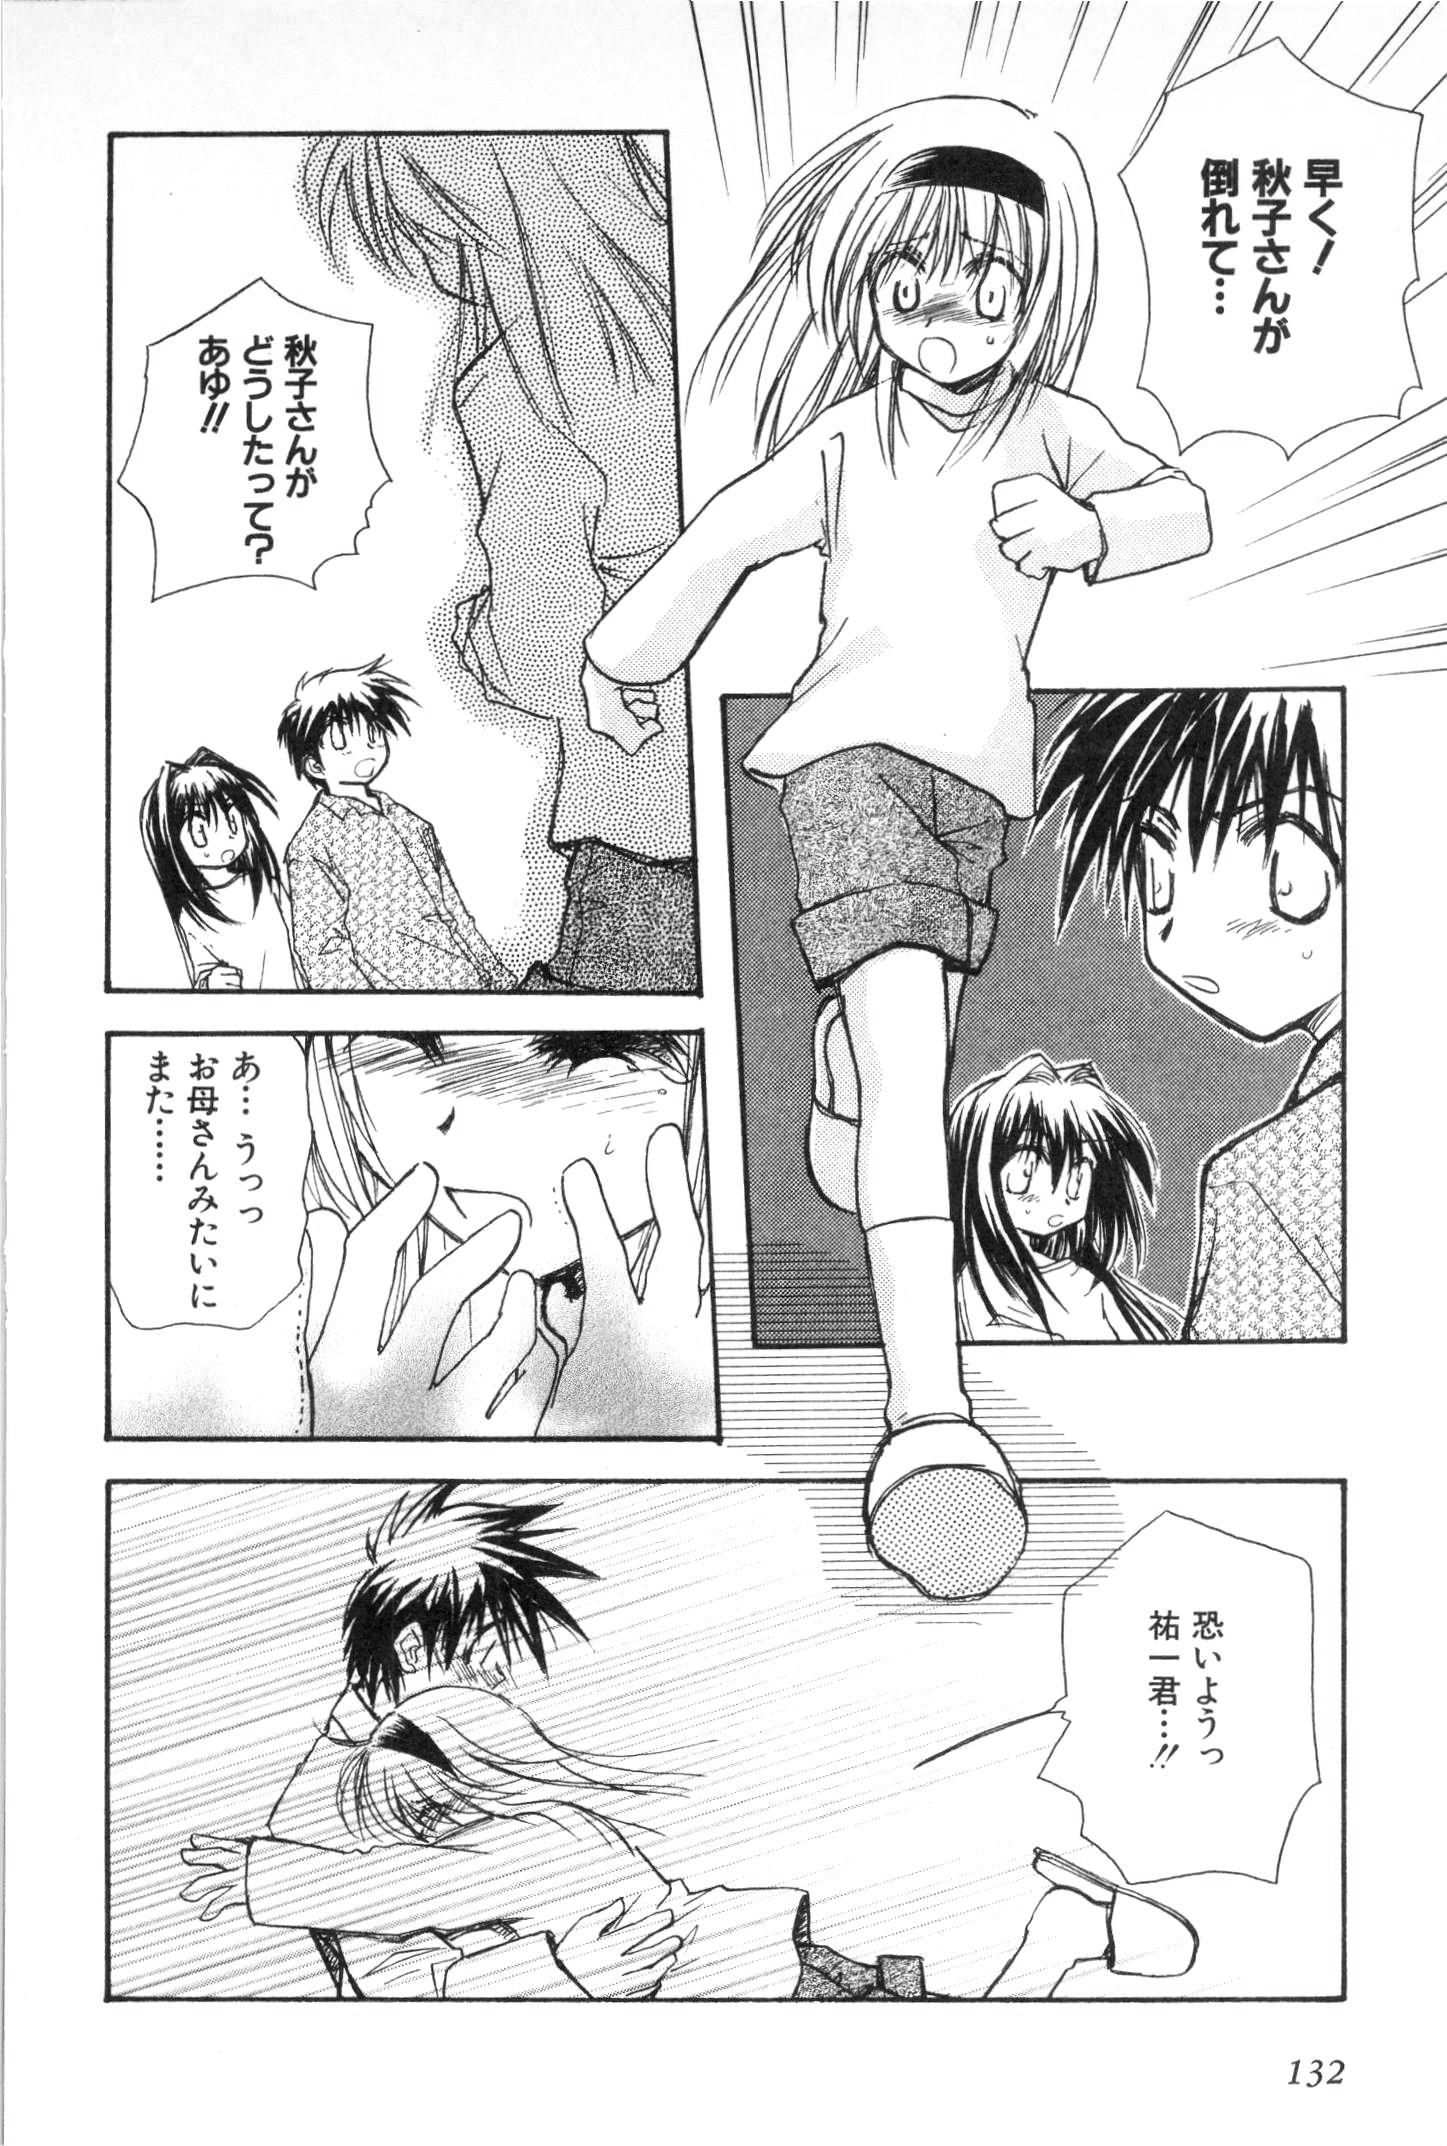 早く！
秋子さんが
倒れて…
秋子さんが
どうしたって？
あゆ!!
あ…うっっ
お母さんみたいに
また……
恐いようっ
祐一君…!!
132